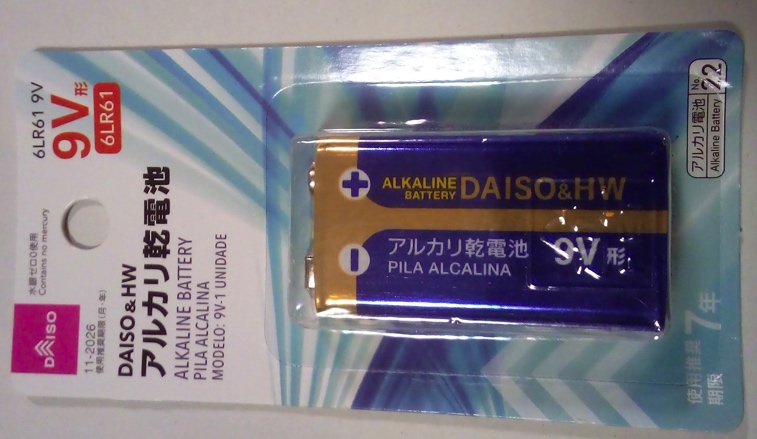 6LR61 9V
9V形
6LR61
水銀ゼロ使用
Contains no mercury
DAISO
11-2026
使用推奨期限(月-年)
DAISO&HW
アルカリ乾電池
ALKALINE BATTERY
PILA ALCALINA
MODELO: 9V-1 UNIDADE
ALKALINE
BATTERY
DAISO&HW
アルカリ乾電池
PILA ALCALINA
9V形
アルカリ電池
Alkaline Battery
No.
22
使用推奨
期限
7年